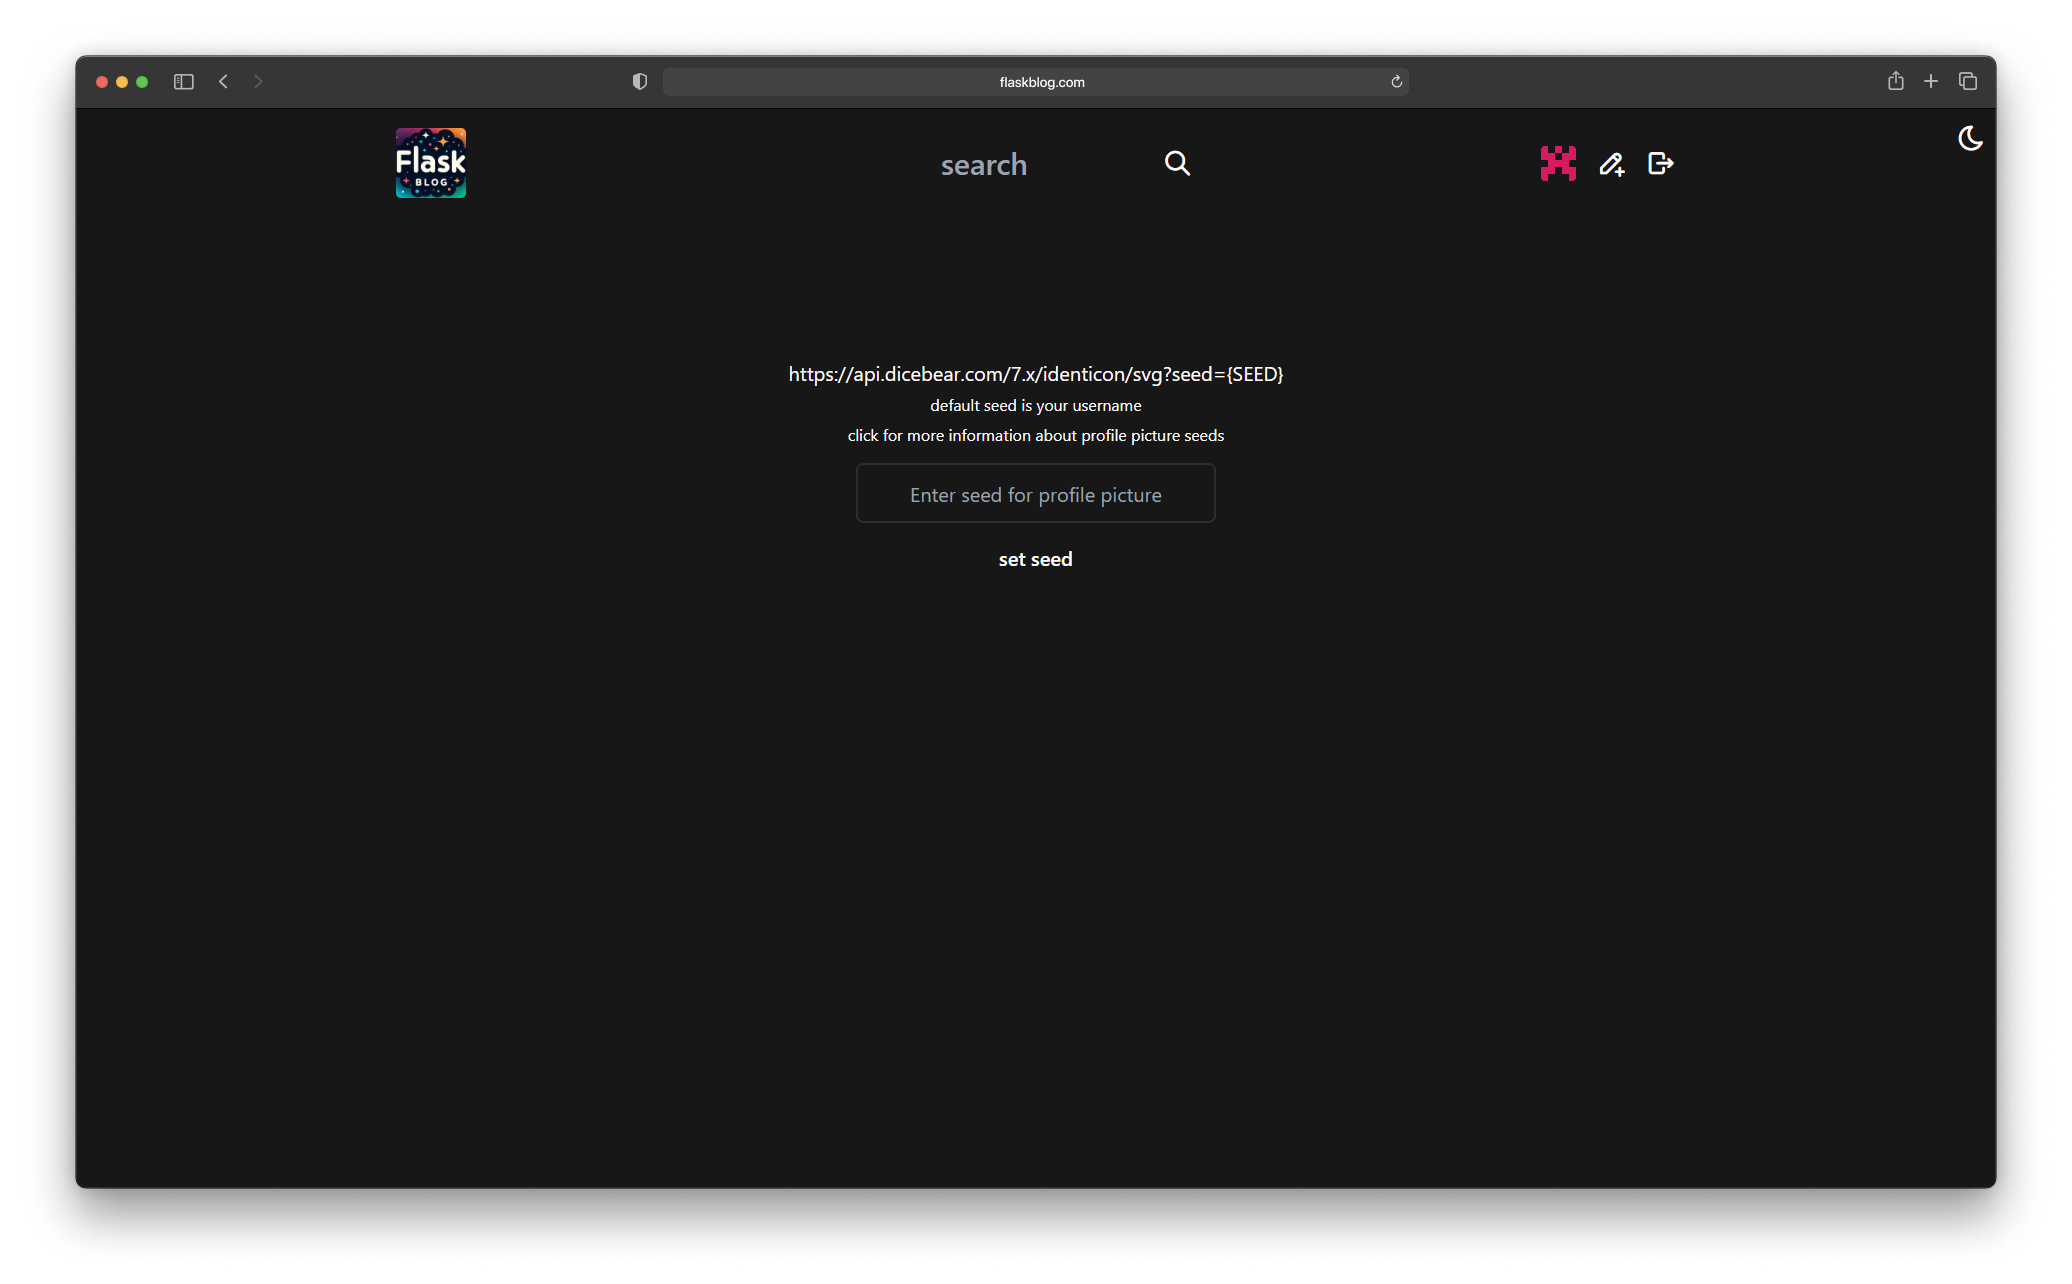 flaskblog.com
Flask
BLOG
search
https://api.dicebear.com/7.x/identicon/svg?seed={SEED}
default seed is your username
click for more information about profile picture seeds
Enter seed for profile picture
set seed